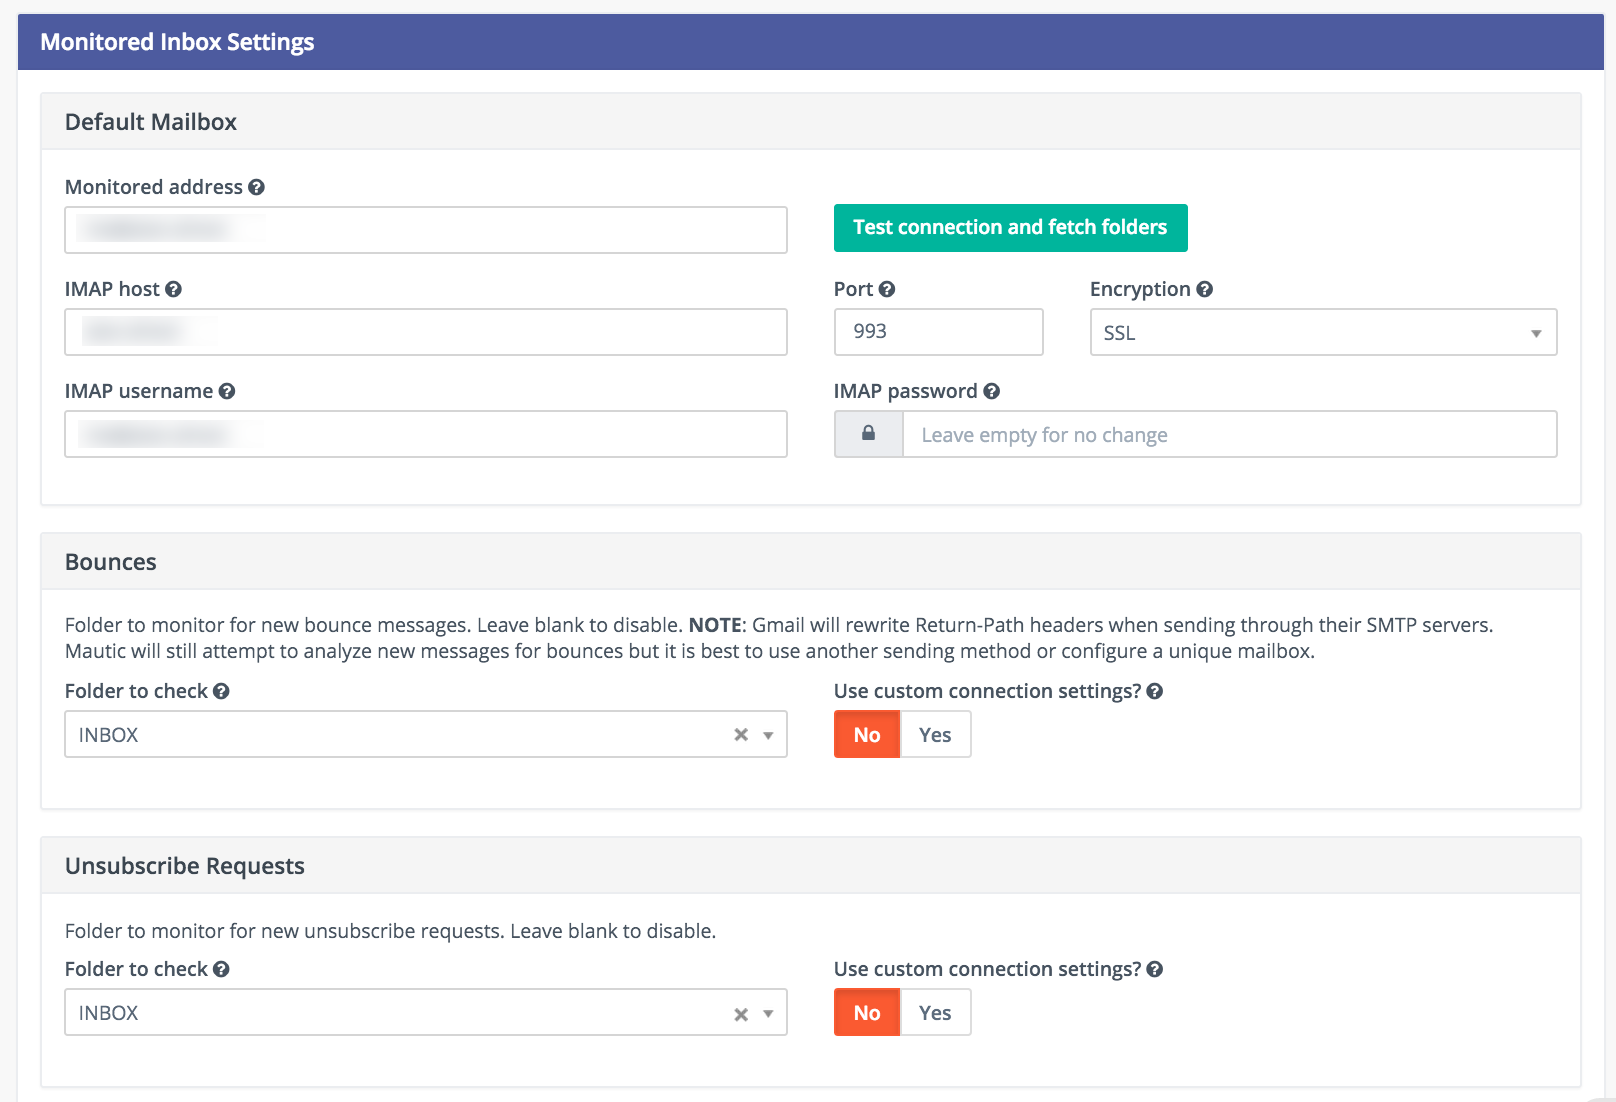 Monitored Inbox Settings
Default Mailbox
Monitored address
Test connection and fetch folders
IMAP host
Port
Encryption
993
SSL
IMAP username
IMAP password
Leave empty for no change
Bounces
Folder to monitor for new bounce messages. Leave blank to disable. NOTE: Gmail will rewrite Return-Path headers when sending through their SMTP servers.
Mautic will still attempt to analyze new messages for bounces but it is best to use another sending method or configure a unique mailbox.
Folder to check
Use custom connection settings?
INBOX
No Yes
Unsubscribe Requests
Folder to monitor for new unsubscribe requests. Leave blank to disable.
Folder to check
Use custom connection settings?
INBOX
No Yes